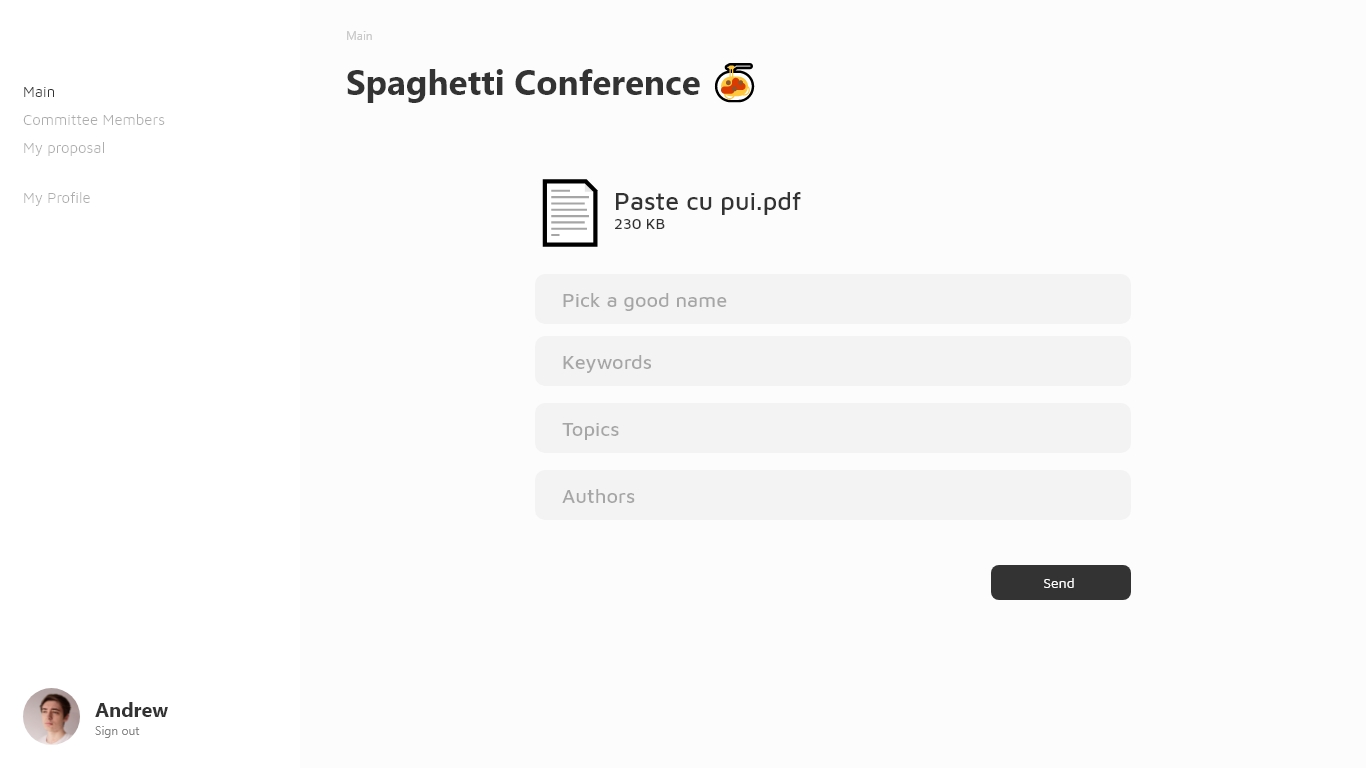 Main
Committee Members
My proposal
My Profile
Andrew
Sign out
Main
Spaghetti Conference
Paste cu pui.pdf
230 KB
Pick a good name
Keywords
Topics
Authors
Send